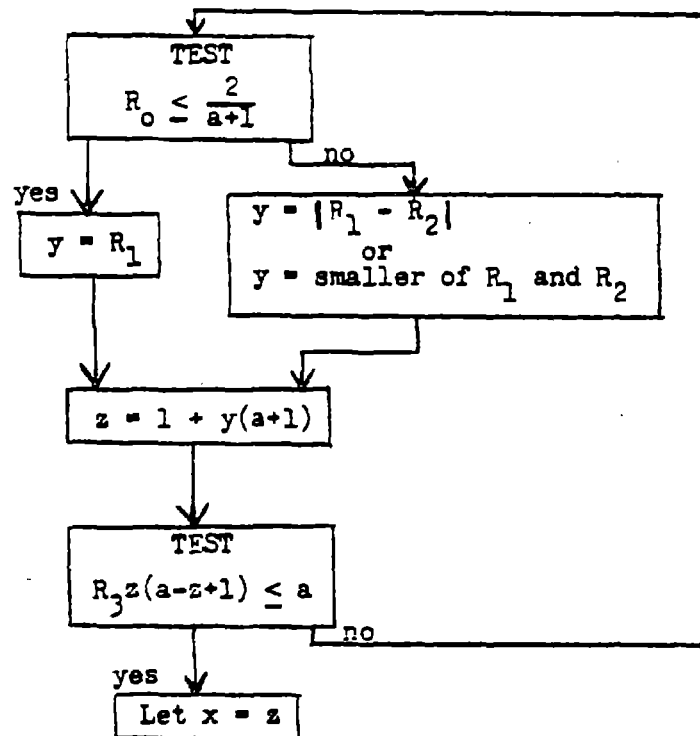 TEST
R₀ ≤ 2/(a+1)
no
yes
y = R₁
y = |R₁ - R₂|
or
y = smaller of R₁ and R₂
z = 1 + y(a+1)
TEST
R₃z(a-z+1) ≤ a
no
yes
Let x = z